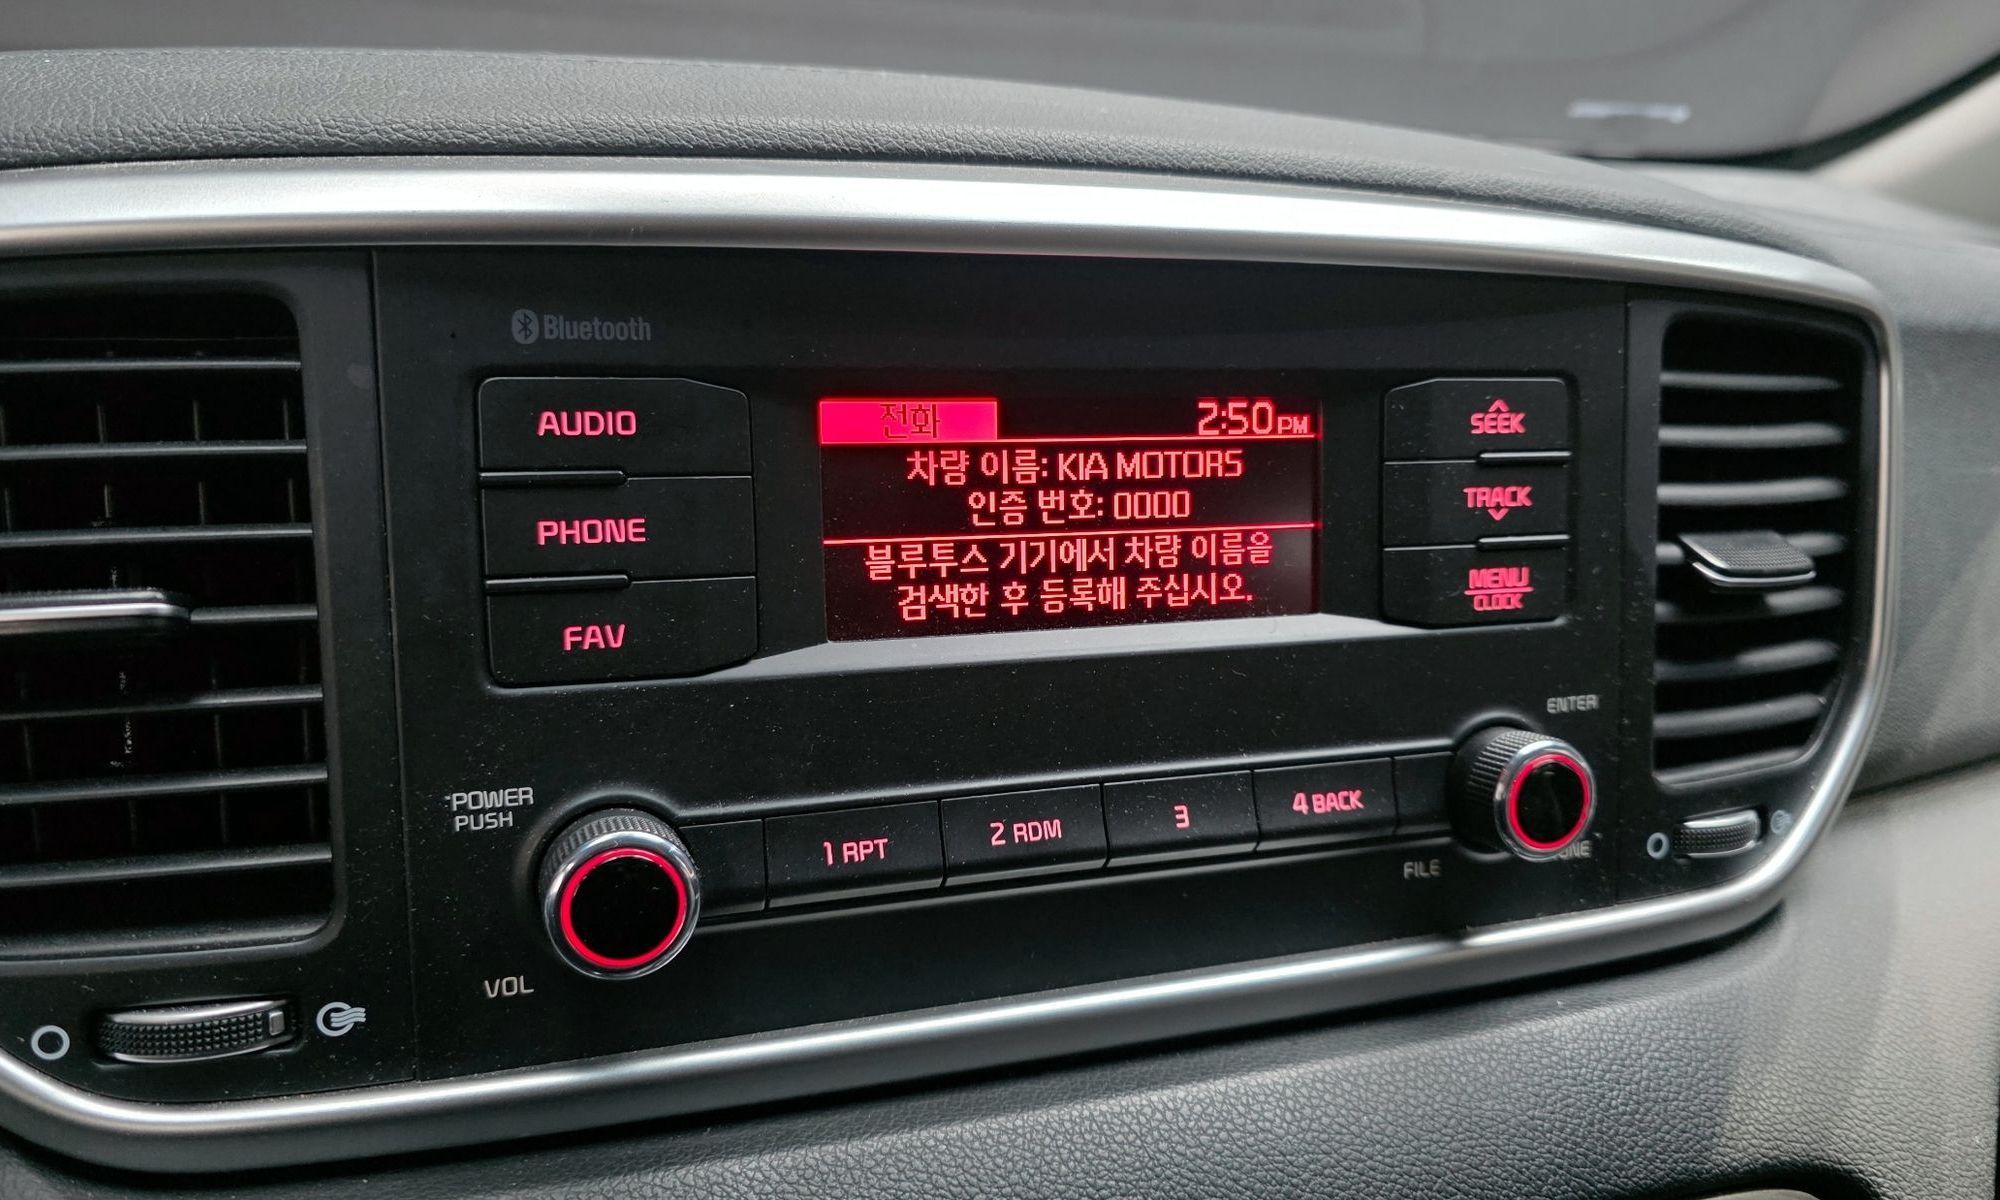 Bluetooth
AUDIO
PHONE
FAV
전화 2:50PM
차량 이름: KIA MOTORS
인증 번호: 0000
블루투스 기기에서 차량 이름을
검색한 후 등록해 주십시오.
SEEK
TRACK
MENU
CLOCK
POWER
PUSH
VOL
1 RPT
2 RDM
3
4 BACK
ENTER
FILE